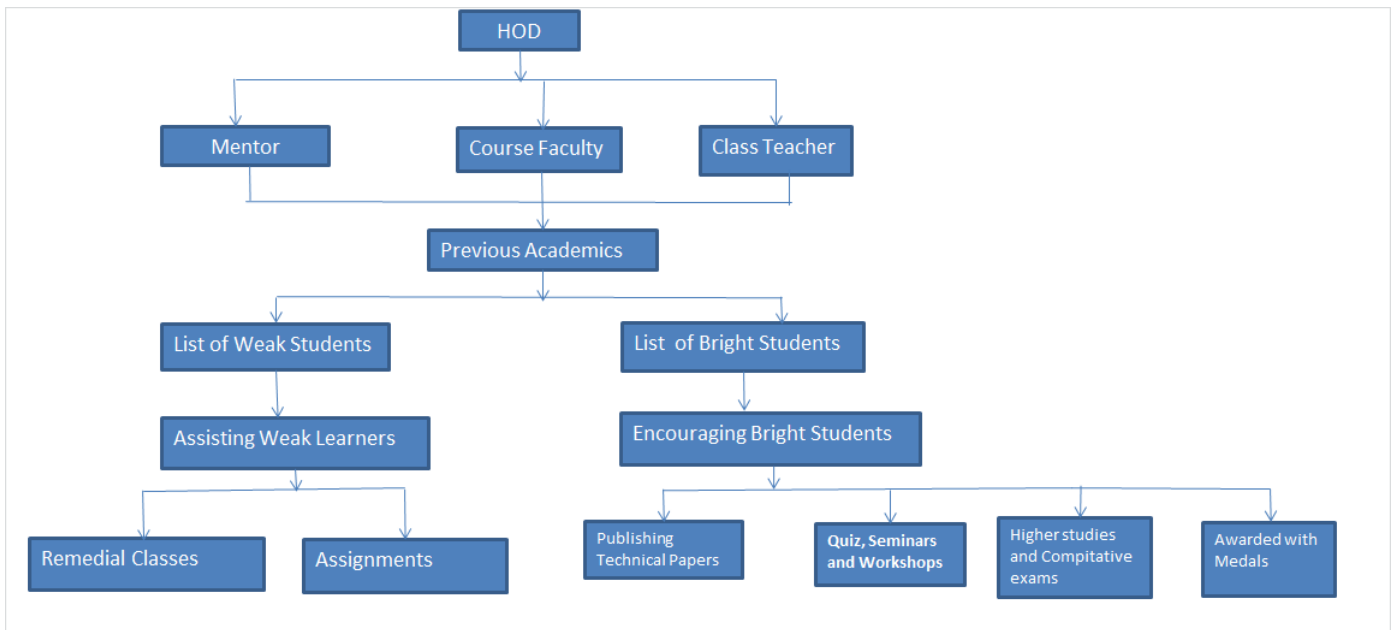 HOD
Mentor
Course Faculty
Class Teacher
Previous Academics
List of Weak Students
List of Bright Students
Assisting Weak Learners
Encouraging Bright Students
Remedial Classes
Assignments
Publishing
Technical Papers
Quiz, Seminars
and Workshops
Higher studies
and Compitative
exams
Awarded with
Medals